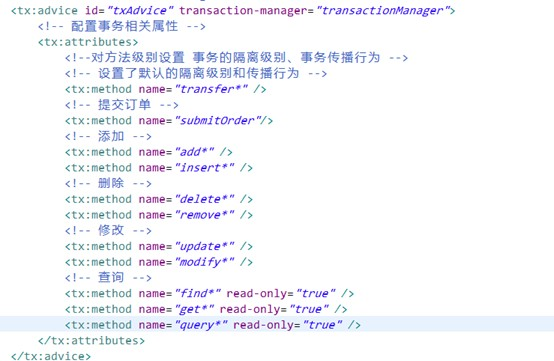 <tx:advice id="txAdvice" transaction-manager="transactionManager">
<!-- 配置事务相关属性 -->
<tx:attributes>
<!--对方法级别设置 事务的隔离级别、事务传播行为 -->
<!-- 设置了默认的隔离级别和传播行为 -->
<tx:method name="transfer*" />
<!-- 提交订单 -->
<tx:method name="submitOrder"/>
<!-- 添加 -->
<tx:method name="add*" />
<tx:method name="insert*" />
<!-- 删除 -->
<tx:method name="delete*" />
<tx:method name="remove*" />
<!-- 修改 -->
<tx:method name="update*" />
<tx:method name="modify*" />
<!-- 查询 -->
<tx:method name="find*" read-only="true" />
<tx:method name="get*" read-only="true" />
<tx:method name="query*" read-only="true" />
</tx:attributes>
</tx:advice>